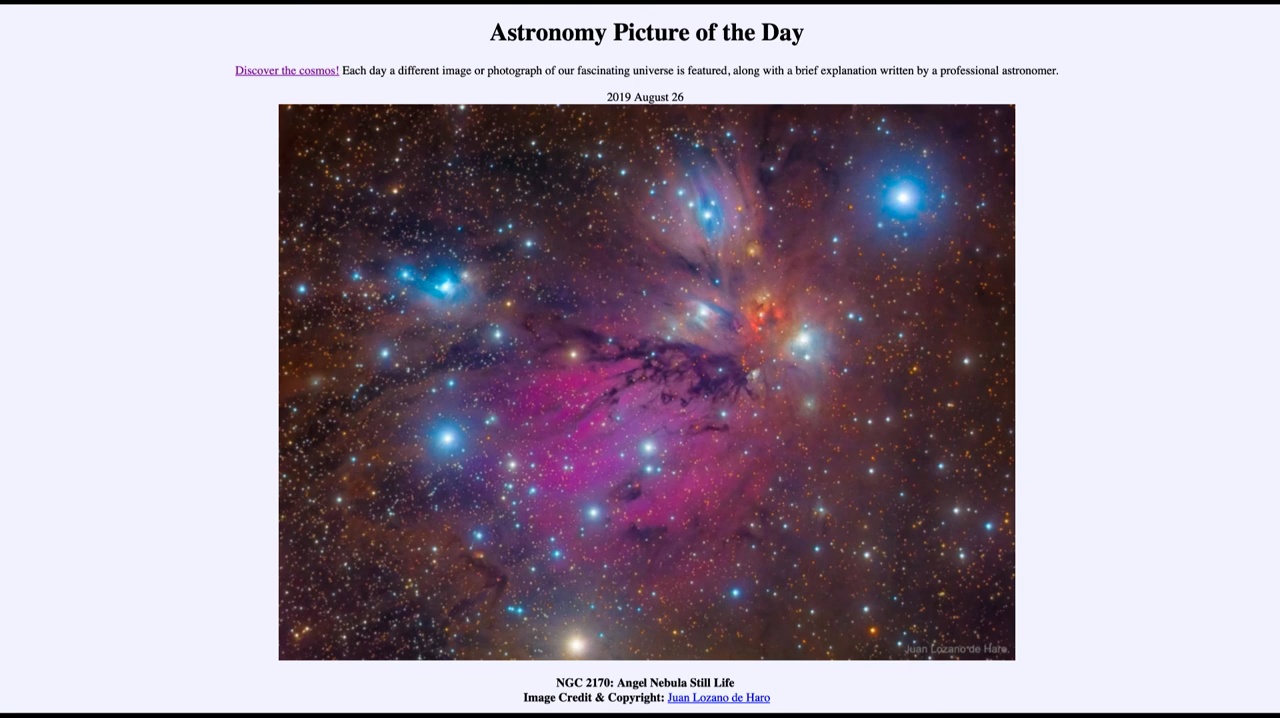 Astronomy Picture of the Day
Discover the cosmos! Each day a different image or photograph of our fascinating universe is featured, along with a brief explanation written by a professional astronomer.
2019 August 26
Juan Lozano de Haro.
NGC 2170: Angel Nebula Still Life
Image Credit & Copyright: Juan Lozano de Haro